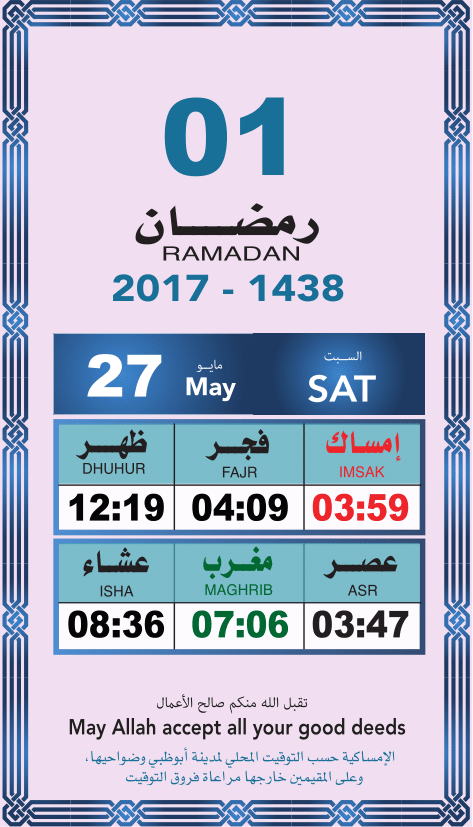 01
رمضان
RAMADAN
2017 - 1438
السبت
SAT
مايو
May
27
إمساك
IMSAK
فجر
FAJR
ظهر
DHUHUR
03:59
04:09
12:19
عصر
ASR
مغرب
MAGHRIB
عشاء
ISHA
03:47
07:06
08:36
تقبل الله منكم صالح الأعمال
May Allah accept all your good deeds
الإمساكية حسب التوقيت المحلي لمدينة أبوظبي وضواحيها،
وعلى المقيمين خارجها مراعاة فروق التوقيت